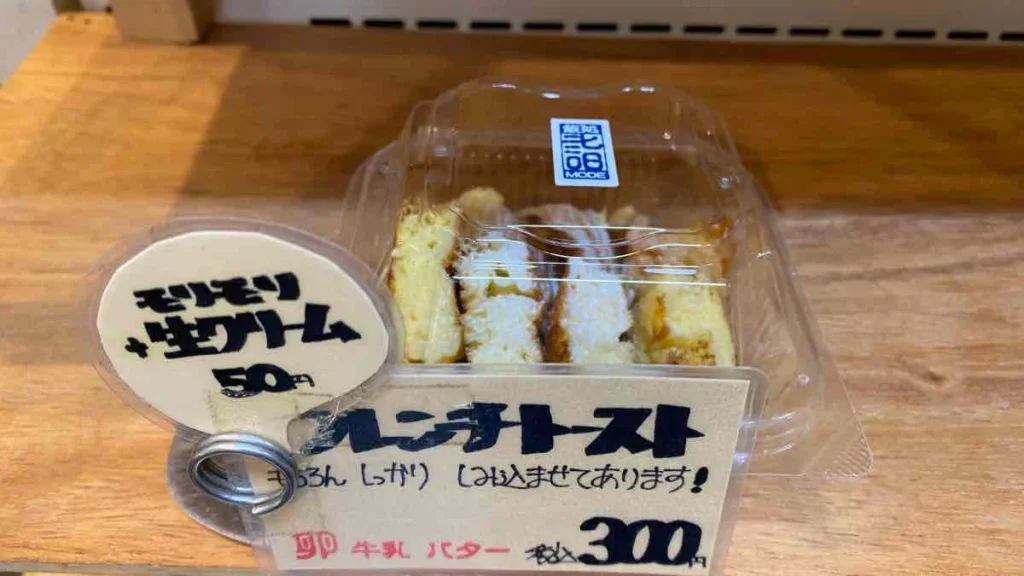 MODE
モリモリ
+生クリーム
50円
フレンチトースト
もちろん しっかり しみ込ませてあります!
卵 牛乳 バター 税込 300円